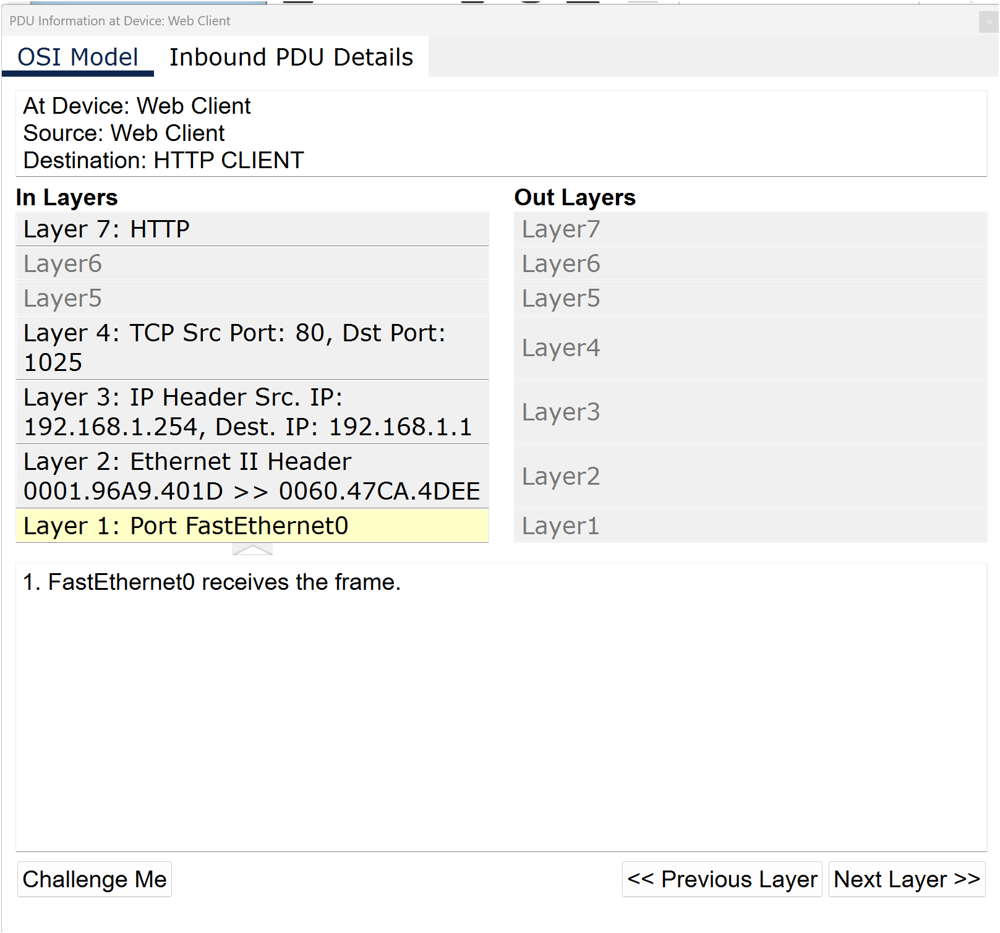 PDU Information at Device: Web Client
OSI Model
Inbound PDU Details
At Device: Web Client
Source: Web Client
Destination: HTTP CLIENT
In Layers
Layer 7: HTTP
Layer6
Layer5
Layer 4: TCP Src Port: 80, Dst Port:
1025
Layer 3: IP Header Src. IP:
192.168.1.254, Dest. IP: 192.168.1.1
Layer 2: Ethernet II Header
0001.96A9.401D >> 0060.47CA.4DEE
Layer 1: Port FastEthernet0
Out Layers
Layer7
Layer6
Layer5
Layer4
Layer3
Layer2
Layer1
1. FastEthernet0 receives the frame.
Challenge Me
<< Previous Layer
Next Layer >>